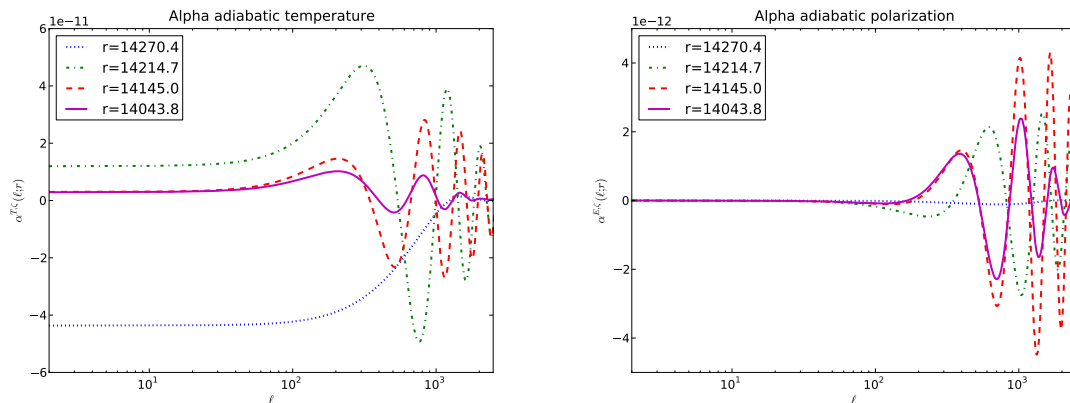 Alpha adiabatic temperature
1e−11
6
4
2
0
−2
−4
−6
α^{T,ζ}(ℓ;r)
r=14270.4
r=14214.7
r=14145.0
r=14043.8
10^1
10^2
10^3
ℓ
Alpha adiabatic polarization
1e−12
4
2
0
−2
−4
α^{E,ζ}(ℓ;r)
r=14270.4
r=14214.7
r=14145.0
r=14043.8
10^1
10^2
10^3
ℓ